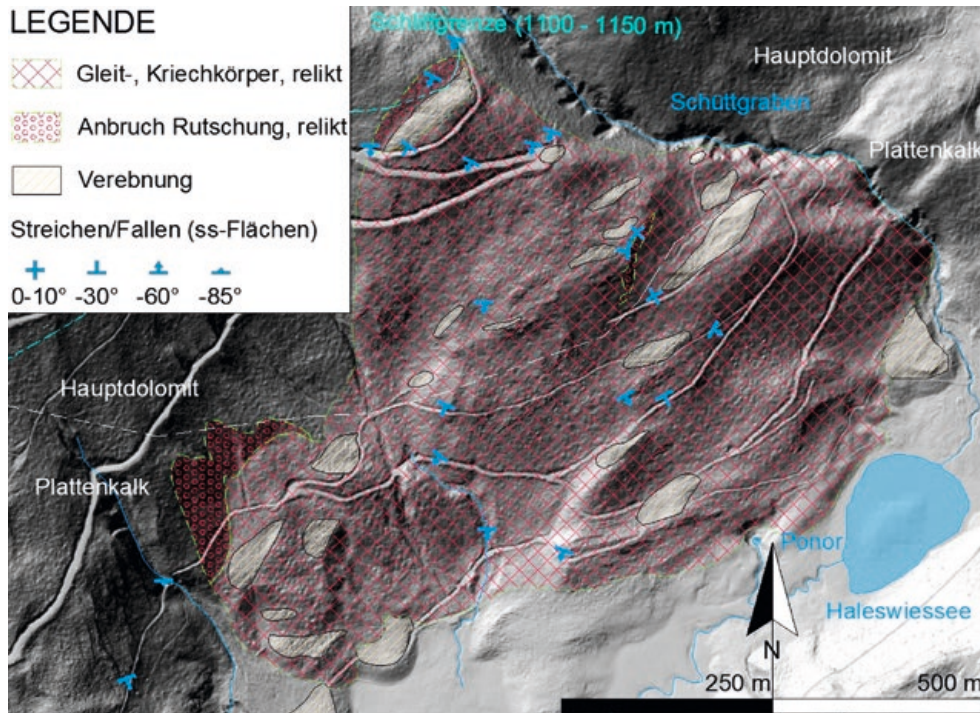 LEGENDE
Gleit-, Kriechkörper, relikt
Anbruch Rutschung, relikt
Verebnung
Streichen/Fallen (ss-Flächen)
0-10° -30° -60° -85°
Schliffgrenze (1100 - 1150 m)
Hauptdolomit
Schüttgraben
Plattenkalk
Hauptdolomit
Plattenkalk
Ponor
Haleswiessee
N
250 m
500 m